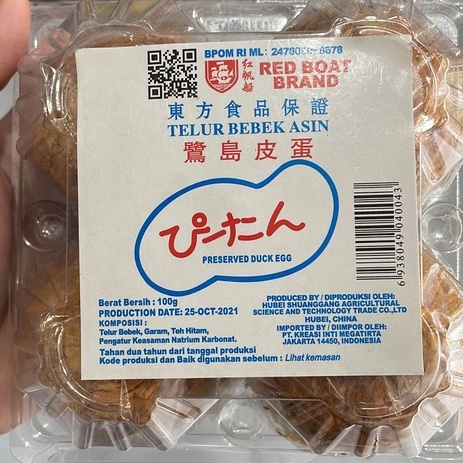 BPOM RI ML:
紅帆船
RED BOAT
BRAND
東方食品保證
TELUR BEBEK ASIN
鷺島皮蛋
ぴーたん
PRESERVED DUCK EGG
6 938049 040043
Berat Bersih : 100g
PRODUCTION DATE: 25-OCT-2021
KOMPOSISI :
Telur Bebek, Garam, Teh Hitam,
Pengatur Keasaman Natrium Karbonat.
Tahan dua tahun dari tanggal produksi
Kode produksi dan Baik digunakan sebelum : Lihat kemasan
PRODUCED BY / DIPRODUKSI OLEH:
HUBEI SHUANGGANG AGRICULTURAL
SCIENCE AND TECHNOLOGY TRADE CO.,LTD
HUBEI, CHINA
IMPORTED BY / DIIMPOR OLEH:
PT. KREASI INTI MEGATIRTA
JAKARTA 14450, INDONESIA